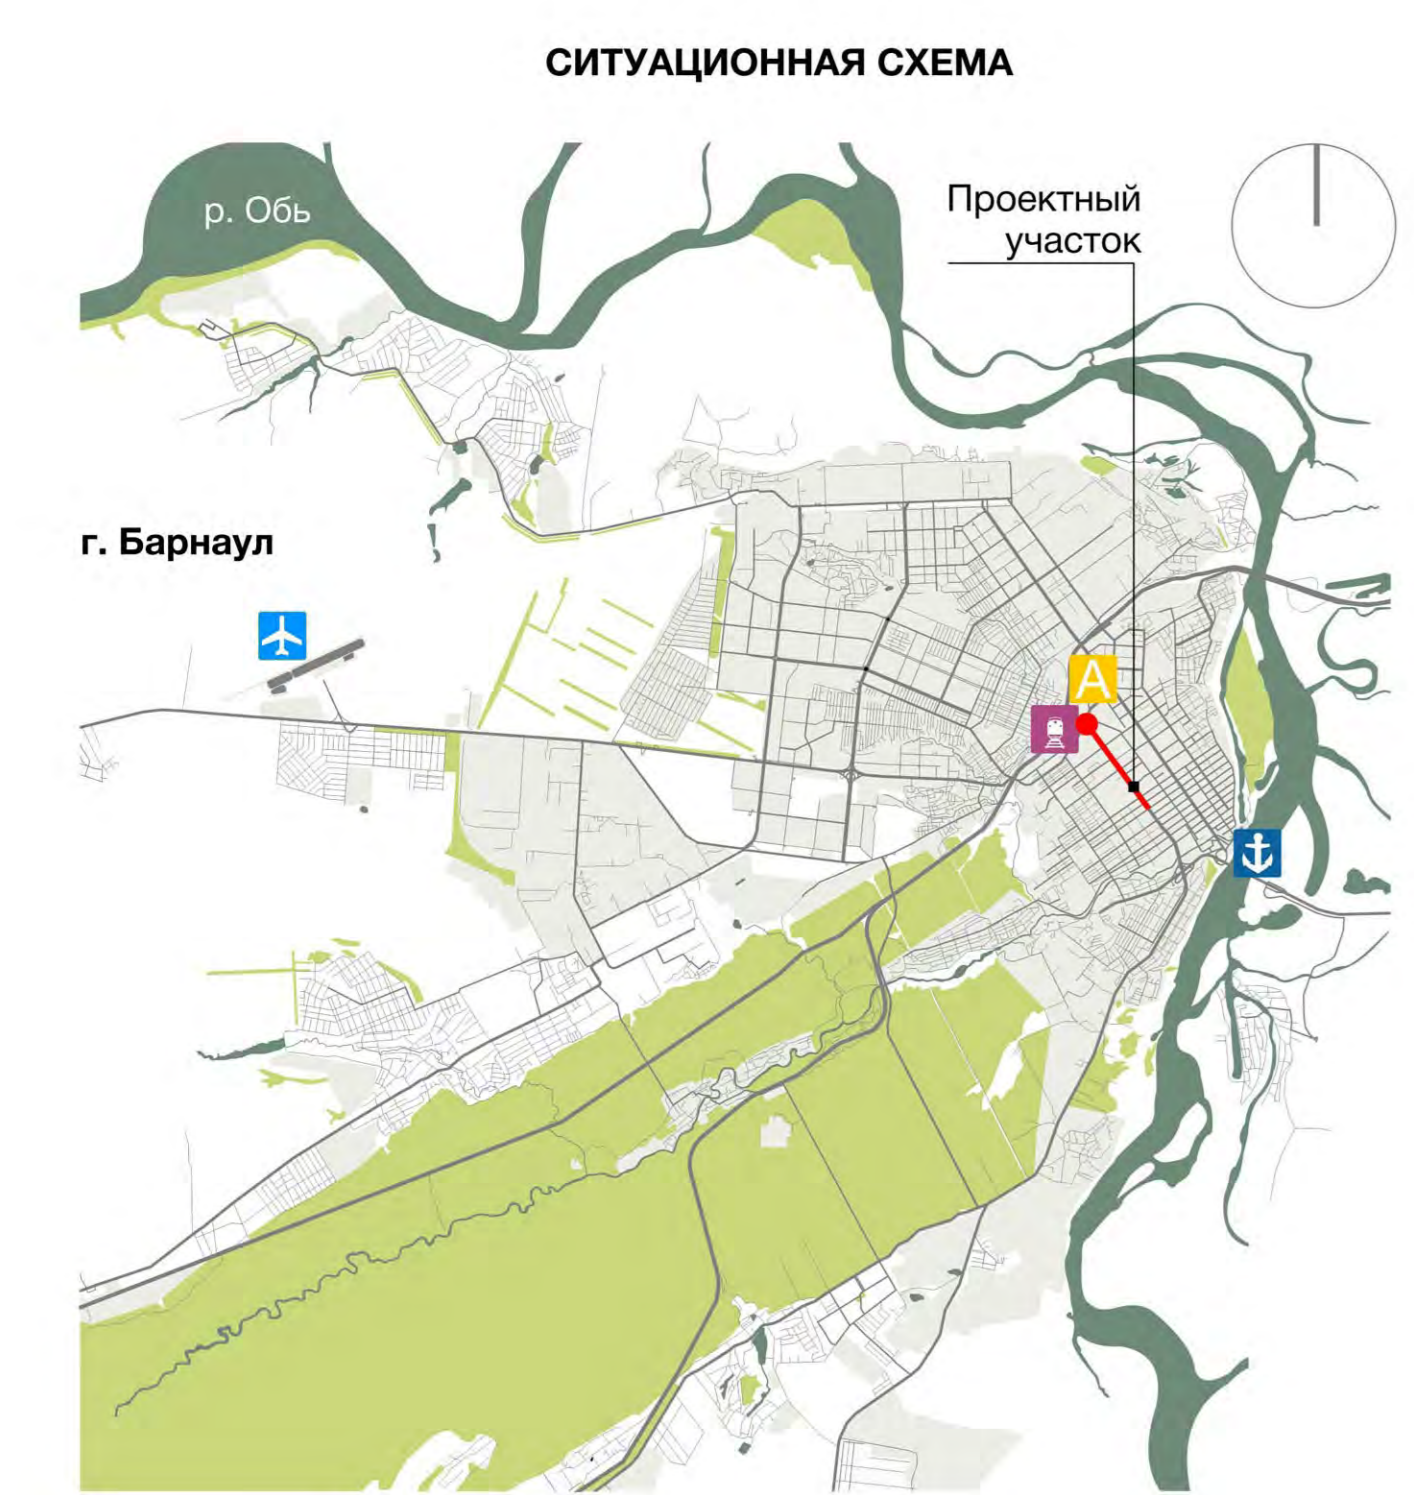 СИТУАЦИОННАЯ СХЕМА
р. Обь
Проектный
участок
г. Барнаул
А